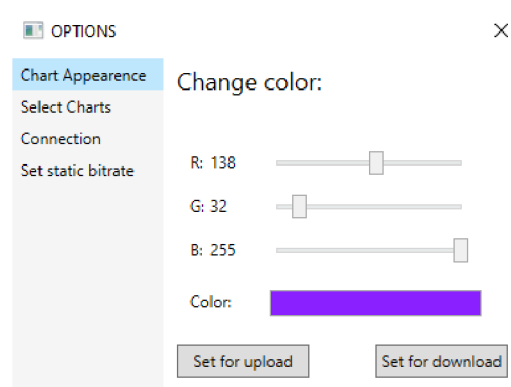 OPTIONS
Chart Appearence
Select Charts
Connection
Set static bitrate
Change color:
R: 138
G: 32
B: 255
Color:
Set for upload
Set for download